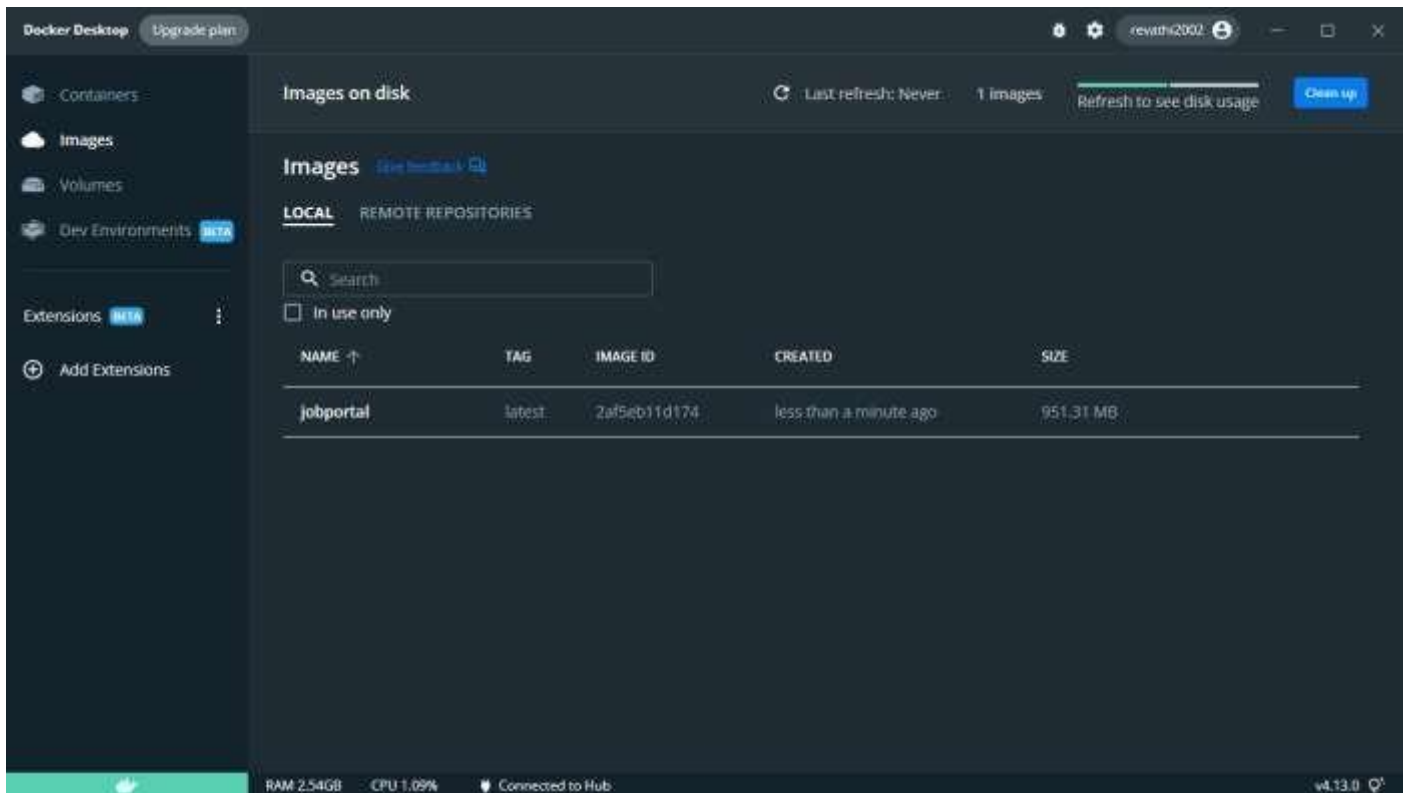 Docker Desktop Upgrade plan revathi2002
Containers
Images
Volumes
Dev Environments BETA
Extensions BETA
Add Extensions
Images on disk Last refresh: Never 1 images Refresh to see disk usage Clean up
Images Give feedback
LOCAL REMOTE REPOSITORIES
Search
In use only
NAME TAG IMAGE ID CREATED SIZE
jobportal latest 2af5eb11d174 less than a minute ago 951.31 MB
RAM 2.54GB CPU 1.09% Connected to Hub v4.13.0